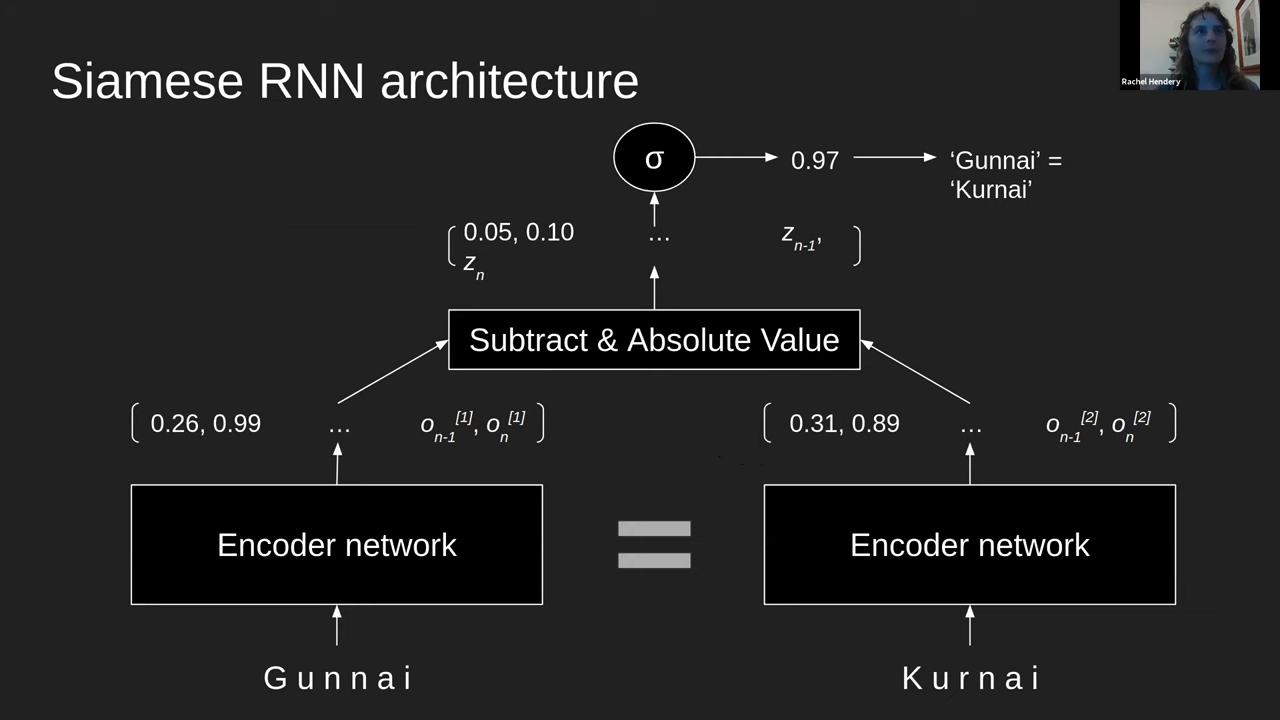 Siamese RNN architecture
Rachel Hendery
σ
0.97
‘Gunnai’ =
‘Kurnai’
0.05, 0.10 … zn-1,
zn
Subtract & Absolute Value
0.26, 0.99 … on-1[1], on[1]
0.31, 0.89 … on-1[2], on[2]
Encoder network
=
Encoder network
G u n n a i
K u r n a i